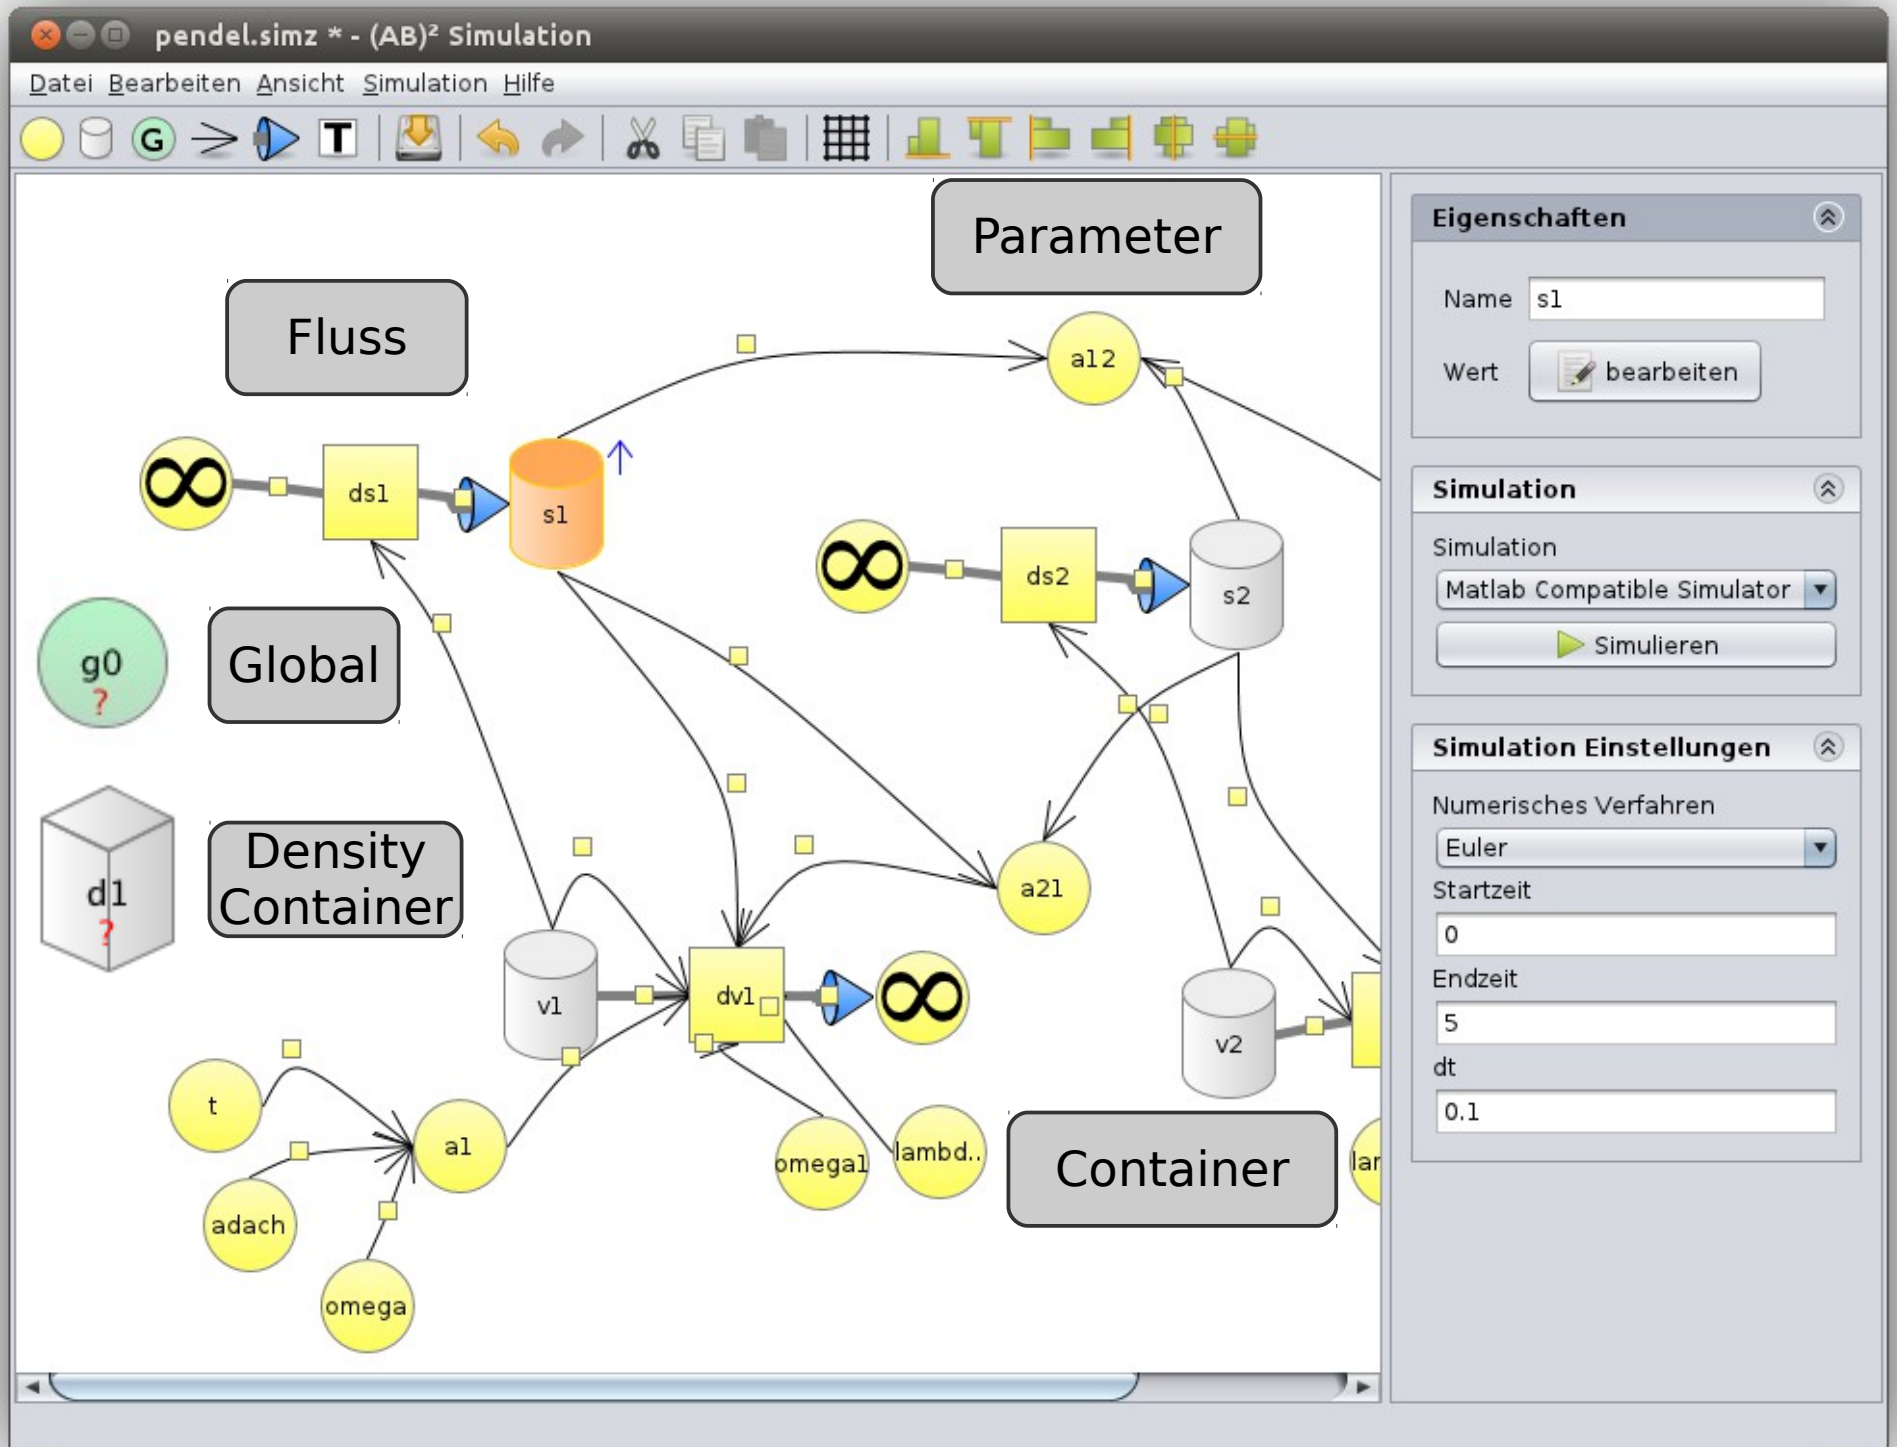 pendel.simz * - (AB)² Simulation
Datei Bearbeiten Ansicht Simulation Hilfe
G T
Parameter
Fluss
a12
∞ ds1 s1
∞ ds2 s2
g0
?
Global
d1
?
Density
Container
a21
v1 dv1 ∞
v2
t
a1
omega1 lambd..
Container
lar
adach
omega
Eigenschaften
Name s1
Wert bearbeiten
Simulation
Simulation
Matlab Compatible Simulator
Simulieren
Simulation Einstellungen
Numerisches Verfahren
Euler
Startzeit
0
Endzeit
5
dt
0.1